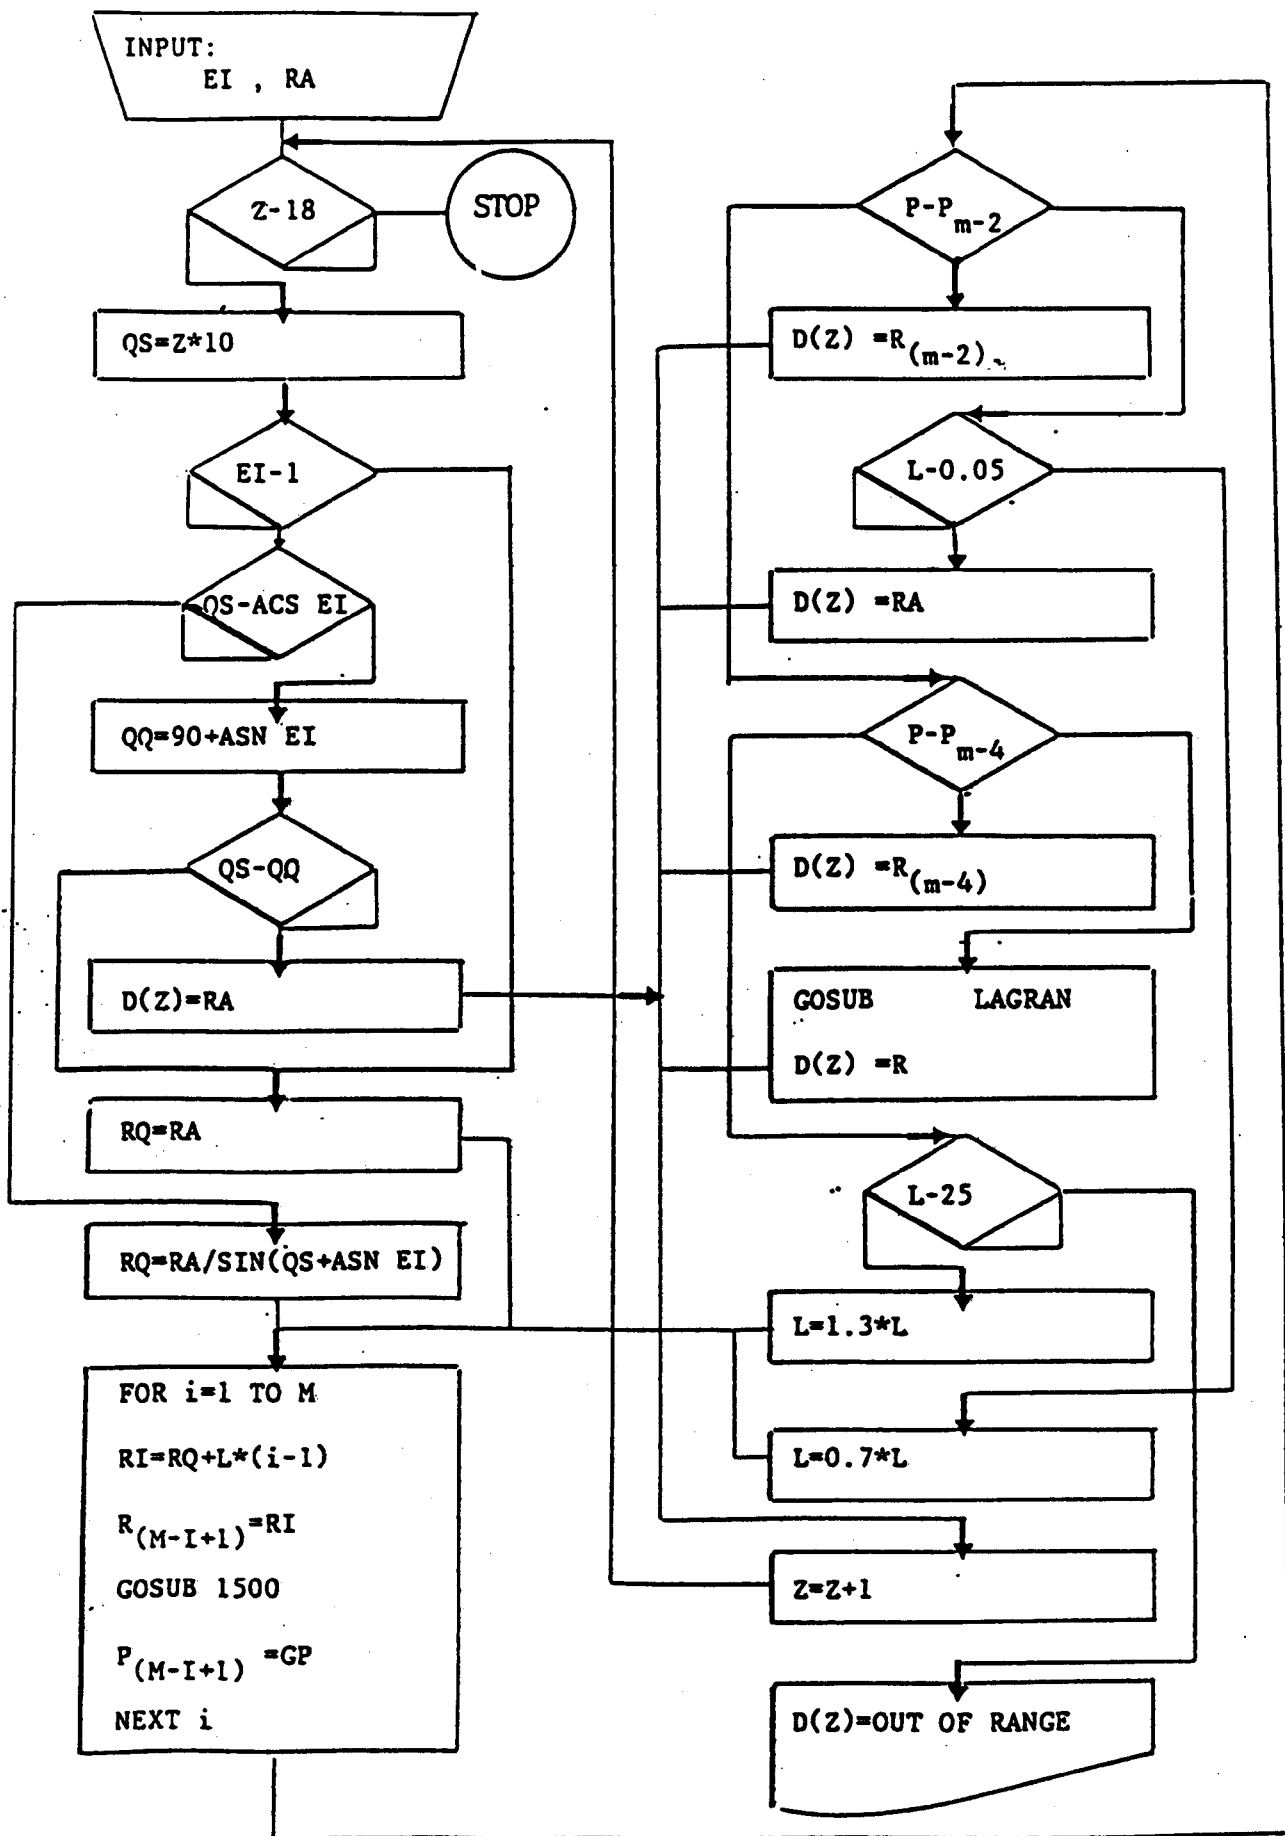 INPUT:
EI , RA
Z-18
STOP
QS=Z*10
EI-1
QS-ACS EI
QQ=90+ASN EI
QS-QQ
D(Z)=RA
RQ=RA
RQ=RA/SIN(QS+ASN EI)
FOR i=1 TO M
RI=RQ+L*(i-1)
R(M-I+1)=RI
GOSUB 1500
P(M-I+1) =GP
NEXT i
P-Pm-2
D(Z) =R(m-2)
L-0.05
D(Z) =RA
P-Pm-4
D(Z) =R(m-4)
GOSUB LAGRAN
D(Z) =R
L-25
L=1.3*L
L=0.7*L
Z=Z+1
D(Z)=OUT OF RANGE